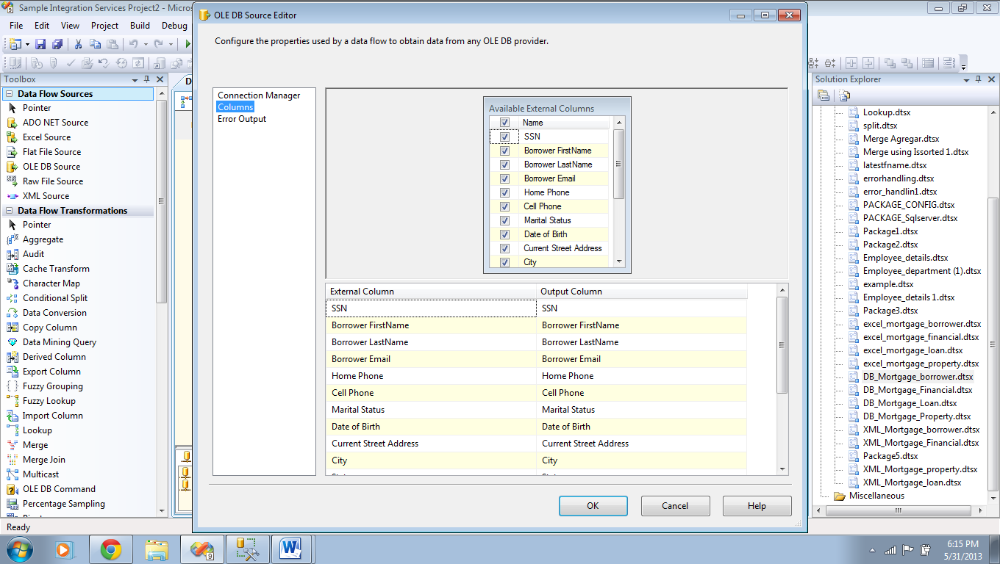 Sample Integration Services Project2 - Micros
File Edit View Project Build Debug
Toolbox
Data Flow Sources
Pointer
ADO NET Source
Excel Source
Flat File Source
OLE DB Source
Raw File Source
XML Source
Data Flow Transformations
Pointer
Aggregate
Audit
Cache Transform
Character Map
Conditional Split
Data Conversion
Copy Column
Data Mining Query
Derived Column
Export Column
Fuzzy Grouping
Fuzzy Lookup
Import Column
Lookup
Merge
Merge Join
Multicast
OLE DB Command
Percentage Sampling
Ready
D
OLE DB Source Editor
Configure the properties used by a data flow to obtain data from any OLE DB provider.
Connection Manager
Columns
Error Output
Available External Columns
Name
SSN
Borrower FirstName
Borrower LastName
Borrower Email
Home Phone
Cell Phone
Marital Status
Date of Birth
Current Street Address
City
External Column Output Column
SSN SSN
Borrower FirstName Borrower FirstName
Borrower LastName Borrower LastName
Borrower Email Borrower Email
Home Phone Home Phone
Cell Phone Cell Phone
Marital Status Marital Status
Date of Birth Date of Birth
Current Street Address Current Street Address
City City
OK Cancel Help
Solution Explorer
Lookup.dtsx
split.dtsx
Merge Agregar.dtsx
Merge using Issorted 1.dtsx
latestfname.dtsx
errorhandling.dtsx
error_handlin1.dtsx
PACKAGE_CONFIG.dtsx
PACKAGE_Sqlserver.dtsx
Package1.dtsx
Package2.dtsx
Employee_details.dtsx
Employee_department (1).dtsx
example.dtsx
Employee_details 1.dtsx
Package3.dtsx
excel_mortgage_borrower.dtsx
excel_mortgage_financial.dtsx
excel_mortgage_loan.dtsx
excel_mortgage_property.dtsx
DB_Mortgage_borrower.dtsx
DB_Mortgage_Financial.dtsx
DB_Mortgage_Loan.dtsx
DB_Mortgage_Property.dtsx
XML_Mortgage_borrower.dtsx
XML_Mortgage_Financial.dtsx
Package5.dtsx
XML_Mortgage_property.dtsx
XML_Mortgage_loan.dtsx
Miscellaneous
9
6:15 PM
5/31/2013